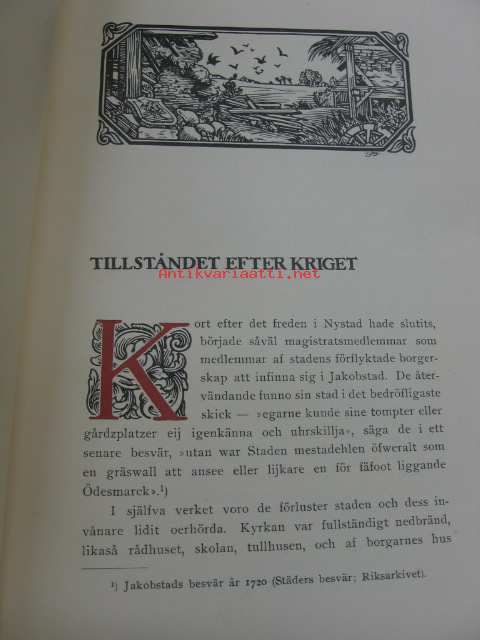 TILLSTÅNDET EFTER KRIGET
Antikvariaatti.net
Kort efter det freden i Nystad hade slutits,
började såväl magistratsmedlemmar som
medlemmar af stadens förflyktade borger-
skap att infinna sig i Jakobstad. De åter-
vändande funno sin stad i det bedröfligaste
skick — »egarne kunde sine tompter eller
gårdzplatzer eij igenkänna och uhrskillja», säga de i ett
senare besvär, »utan war Staden mestadehlen öfweralt som
en gräswall att ansee eller lijkare en för fäfoot liggande
Ödesmarck».¹)
I själfva verket voro de förluster staden och dess in-
vånare lidit oerhörda. Kyrkan var fullständigt nedbränd,
likaså rådhuset, skolan, tullhusen, och af borgarnes hus
¹) Jakobstads besvär år 1720 (Städers besvär; Riksarkivet).